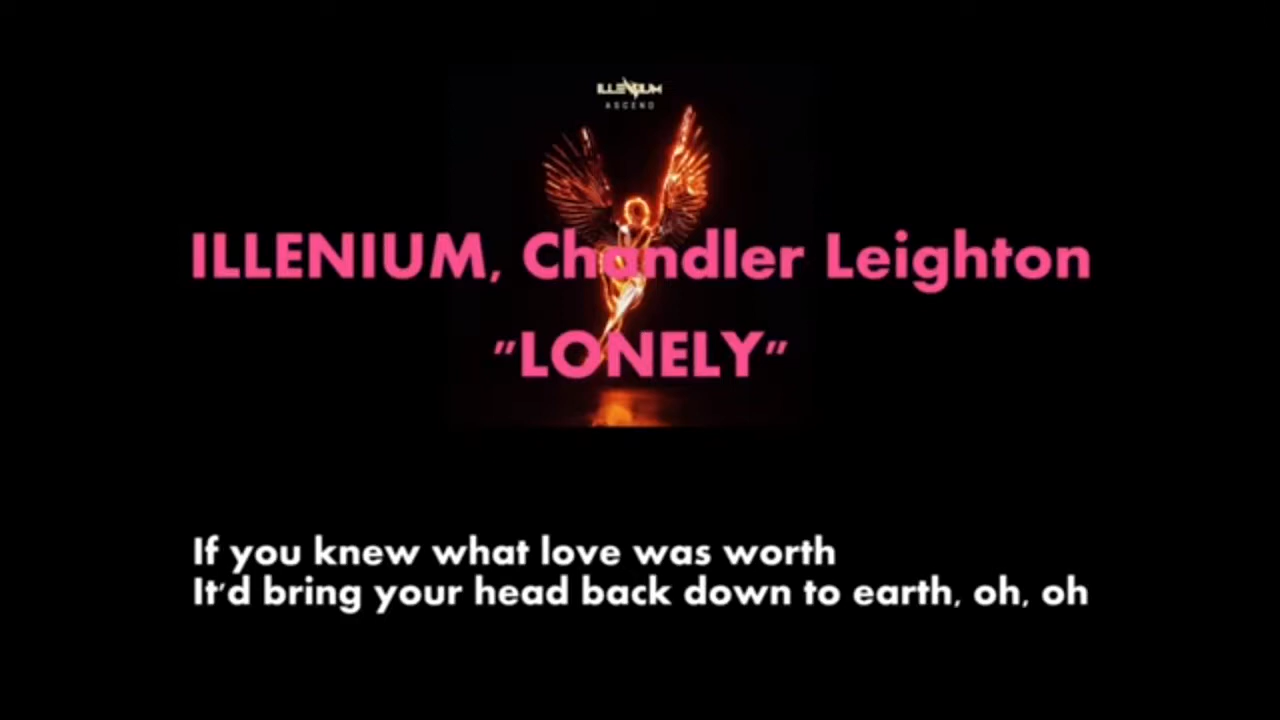 ILLENIUM
ASCEND
ILLENIUM, Chandler Leighton
"LONELY"
If you knew what love was worth
It'd bring your head back down to earth, oh, oh